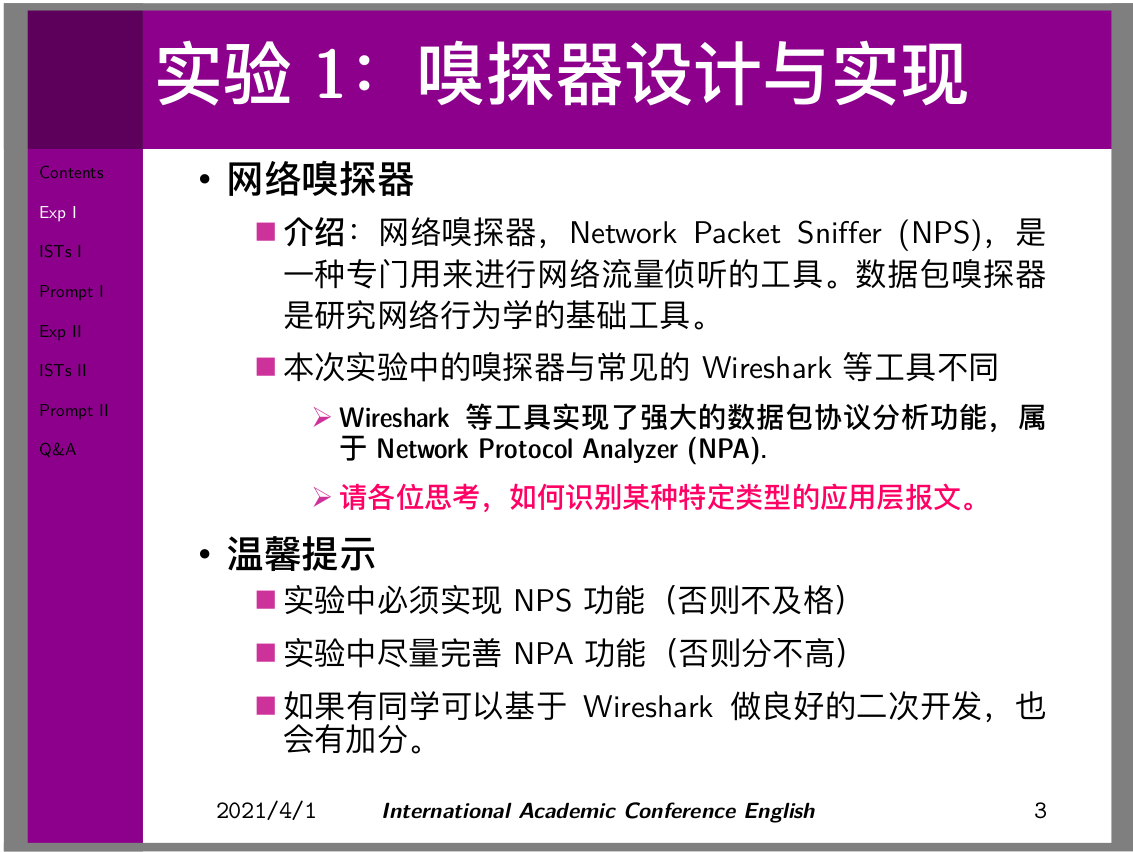 实验 1：嗅探器设计与实现
Contents
Exp I
ISTs I
Prompt I
Exp II
ISTs II
Prompt II
Q&A
• 网络嗅探器
介绍：网络嗅探器，Network Packet Sniffer (NPS)，是
一种专门用来进行网络流量侦听的工具。数据包嗅探器
是研究网络行为学的基础工具。
本次实验中的嗅探器与常见的 Wireshark 等工具不同
Wireshark 等工具实现了强大的数据包协议分析功能，属
于 Network Protocol Analyzer (NPA).
请各位思考，如何识别某种特定类型的应用层报文。
• 温馨提示
实验中必须实现 NPS 功能（否则不及格）
实验中尽量完善 NPA 功能（否则分不高）
如果有同学可以基于 Wireshark 做良好的二次开发，也
会有加分。
2021/4/1 International Academic Conference English 3